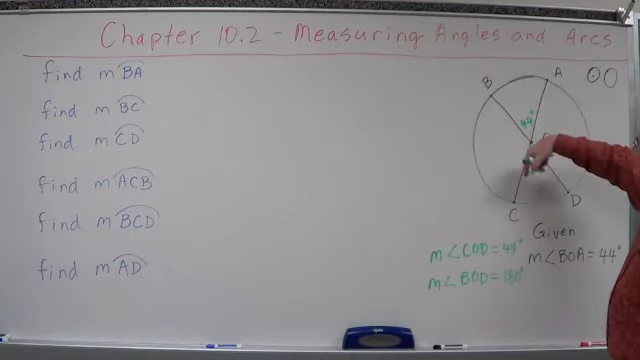 Chapter 10.2 - Measuring Angles and Arcs
find m BA
find m BC
find m CD
find m ACB
find m BCD
find m AD
B
A
44°
C
D
Given
m∠BOA = 44°
m∠COD = 44°
m∠BOD = 180°